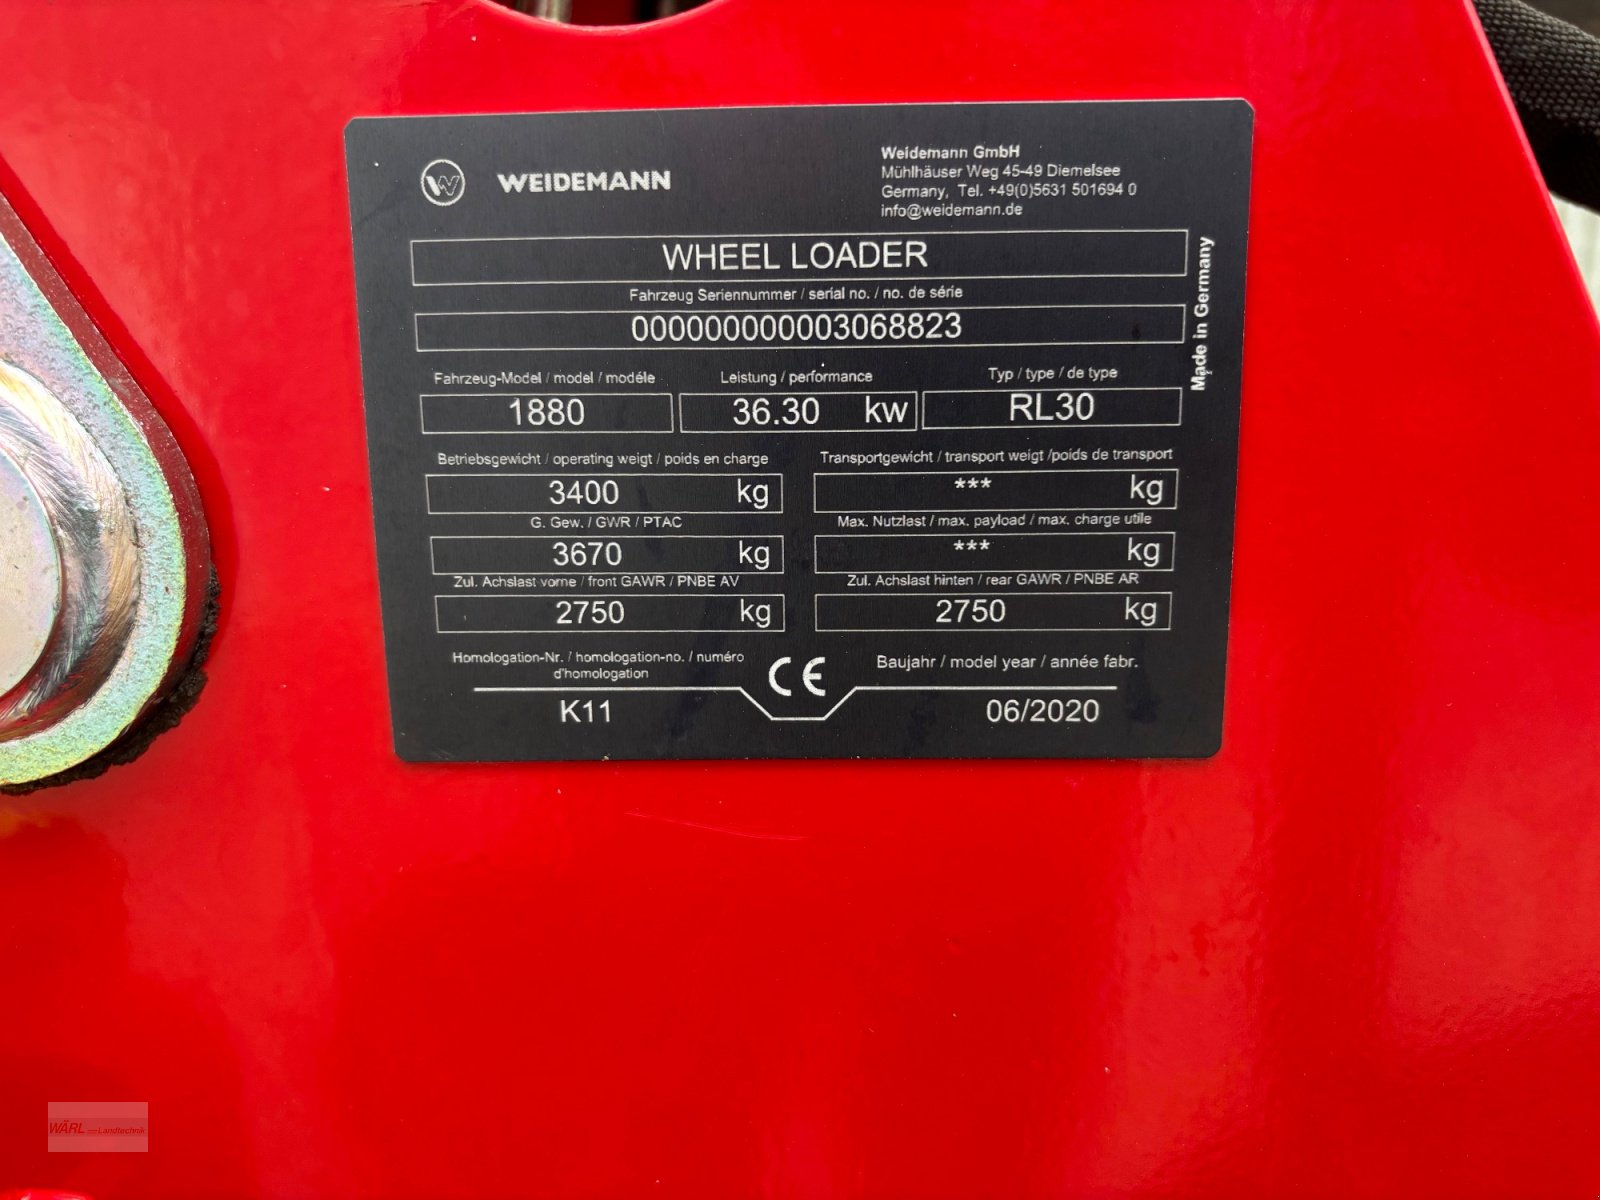 WEIDEMANN
Weidemann GmbH
Mühlhäuser Weg 45-49 Diemelsee
Germany, Tel. +49(0)5631 501694 0
info@weidemann.de
WHEEL LOADER
Made in Germany
Fahrzeug Seriennummer / serial no. / no. de série
000000000003068823
Fahrzeug-Model / model / modéle
Leistung / performance
Typ / type / de type
1880
36.30 kw
RL30
Betriebsgewicht / operating weigt / poids en charge
Transportgewicht / transport weigt /poids de transport
3400 kg
*** kg
G. Gew. / GWR / PTAC
Max. Nutzlast / max. payload / max. charge utile
3670 kg
*** kg
Zul. Achslast vorne / front GAWR / PNBE AV
Zul. Achslast hinten / rear GAWR / PNBE AR
2750 kg
2750 kg
Homologation-Nr. / homologation-no. / numéro
d'homologation
CE
Baujahr / model year / année fabr.
K11
06/2020
WÄRL Landtechnik